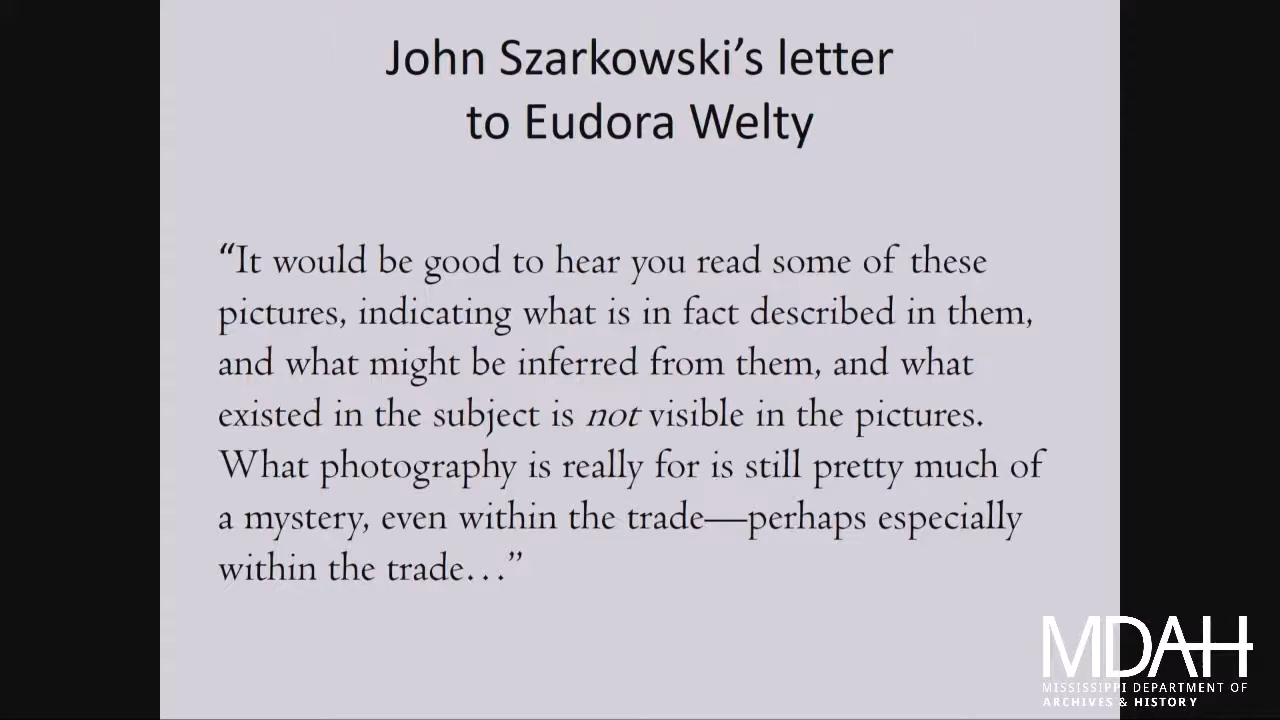 John Szarkowski’s letter
to Eudora Welty
“It would be good to hear you read some of these
pictures, indicating what is in fact described in them,
and what might be inferred from them, and what
existed in the subject is not visible in the pictures.
What photography is really for is still pretty much of
a mystery, even within the trade—perhaps especially
within the trade…”
MDAH
MISSISSIPPI DEPARTMENT OF
ARCHIVES & HISTORY